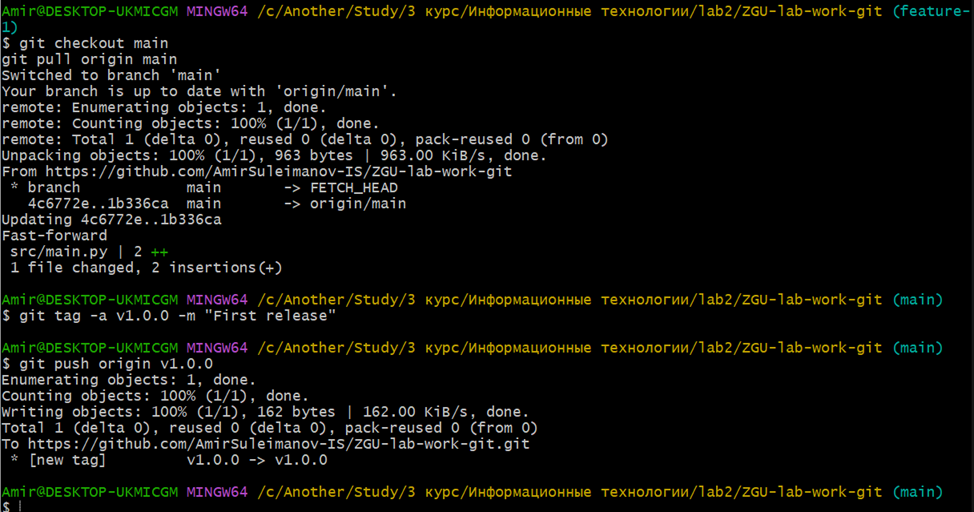 Amir@DESKTOP-UKMICGM MINGW64 /c/Another/Study/3 курс/Информационные технологии/lab2/ZGU-lab-work-git (feature-
1)
$ git checkout main
git pull origin main
Switched to branch 'main'
Your branch is up to date with 'origin/main'.
remote: Enumerating objects: 1, done.
remote: Counting objects: 100% (1/1), done.
remote: Total 1 (delta 0), reused 0 (delta 0), pack-reused 0 (from 0)
Unpacking objects: 100% (1/1), 963 bytes | 963.00 KiB/s, done.
From https://github.com/AmirSuleimanov-IS/ZGU-lab-work-git
 * branch            main       -> FETCH_HEAD
   4c6772e..1b336ca  main       -> origin/main
Updating 4c6772e..1b336ca
Fast-forward
 src/main.py | 2 ++
 1 file changed, 2 insertions(+)
Amir@DESKTOP-UKMICGM MINGW64 /c/Another/Study/3 курс/Информационные технологии/lab2/ZGU-lab-work-git (main)
$ git tag -a v1.0.0 -m "First release"
Amir@DESKTOP-UKMICGM MINGW64 /c/Another/Study/3 курс/Информационные технологии/lab2/ZGU-lab-work-git (main)
$ git push origin v1.0.0
Enumerating objects: 1, done.
Counting objects: 100% (1/1), done.
Writing objects: 100% (1/1), 162 bytes | 162.00 KiB/s, done.
Total 1 (delta 0), reused 0 (delta 0), pack-reused 0 (from 0)
To https://github.com/AmirSuleimanov-IS/ZGU-lab-work-git.git
 * [new tag]         v1.0.0 -> v1.0.0
Amir@DESKTOP-UKMICGM MINGW64 /c/Another/Study/3 курс/Информационные технологии/lab2/ZGU-lab-work-git (main)
$